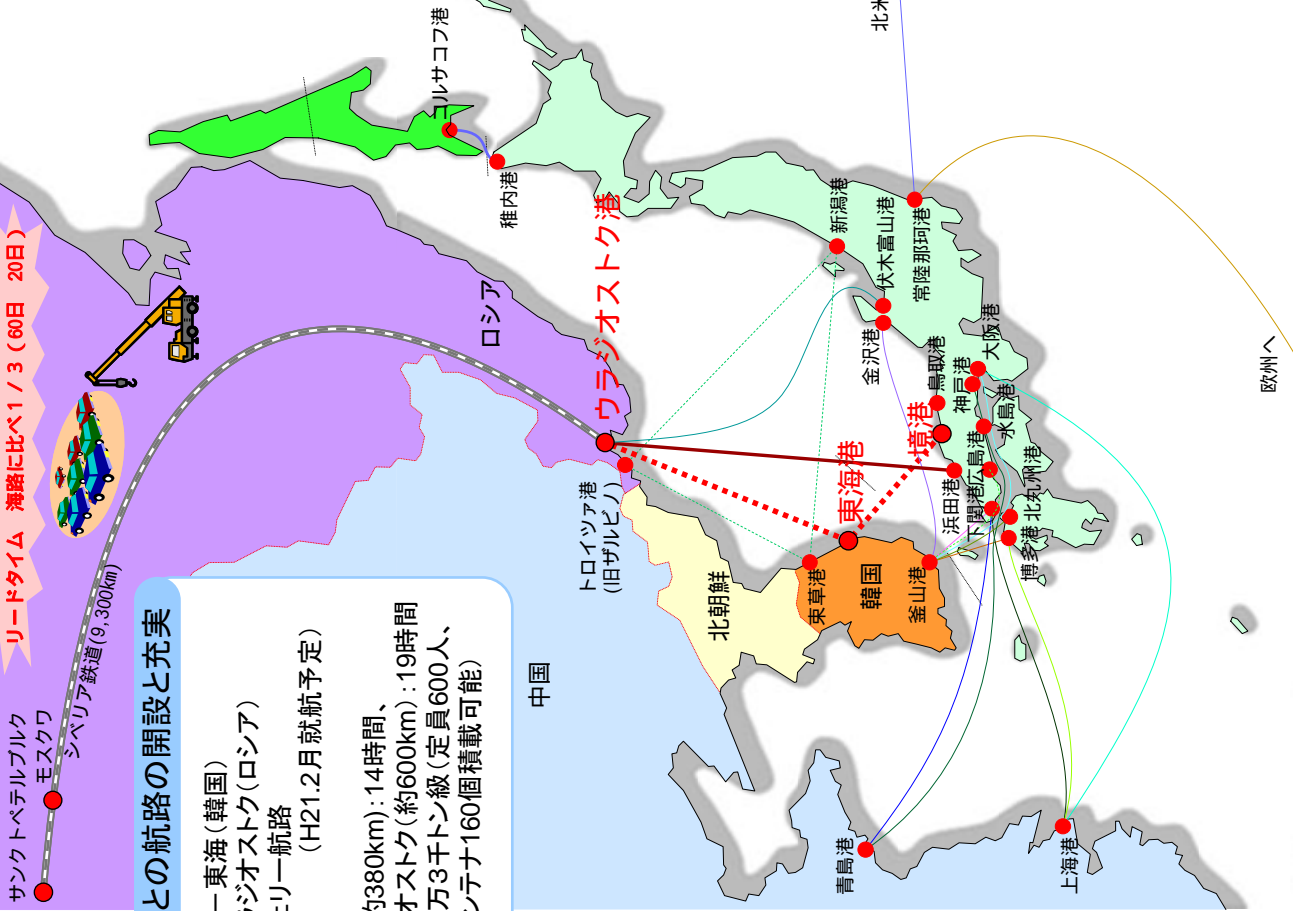 サンクトペテルブルク
モスクワ
シベリア鉄道(9,300km)
リードタイム　海路に比べ1/3(60日　20日)
との航路の開設と充実
ー東海(韓国)
ラジオストク(ロシア)
ェリー航路
(H21.2月就航予定)
約380km):14時間、
オストク(約600km):19時間
万3千トン級(定員600人、
ンテナ160個積載可能)
コルサコフ港
稚内港
ロシア
ウラジオストク港
中国
トロイツァ港
(旧ザルビノ)
北朝鮮
束草港
韓国
東海港
釜山港
青島港
上海港
新潟港
伏木富山港
常陸那珂港
金沢港
鳥取港
境港
神戸港
大阪港
水島港
広島港
浜田港
下関港
北九州港
博多港
北米
欧州へ